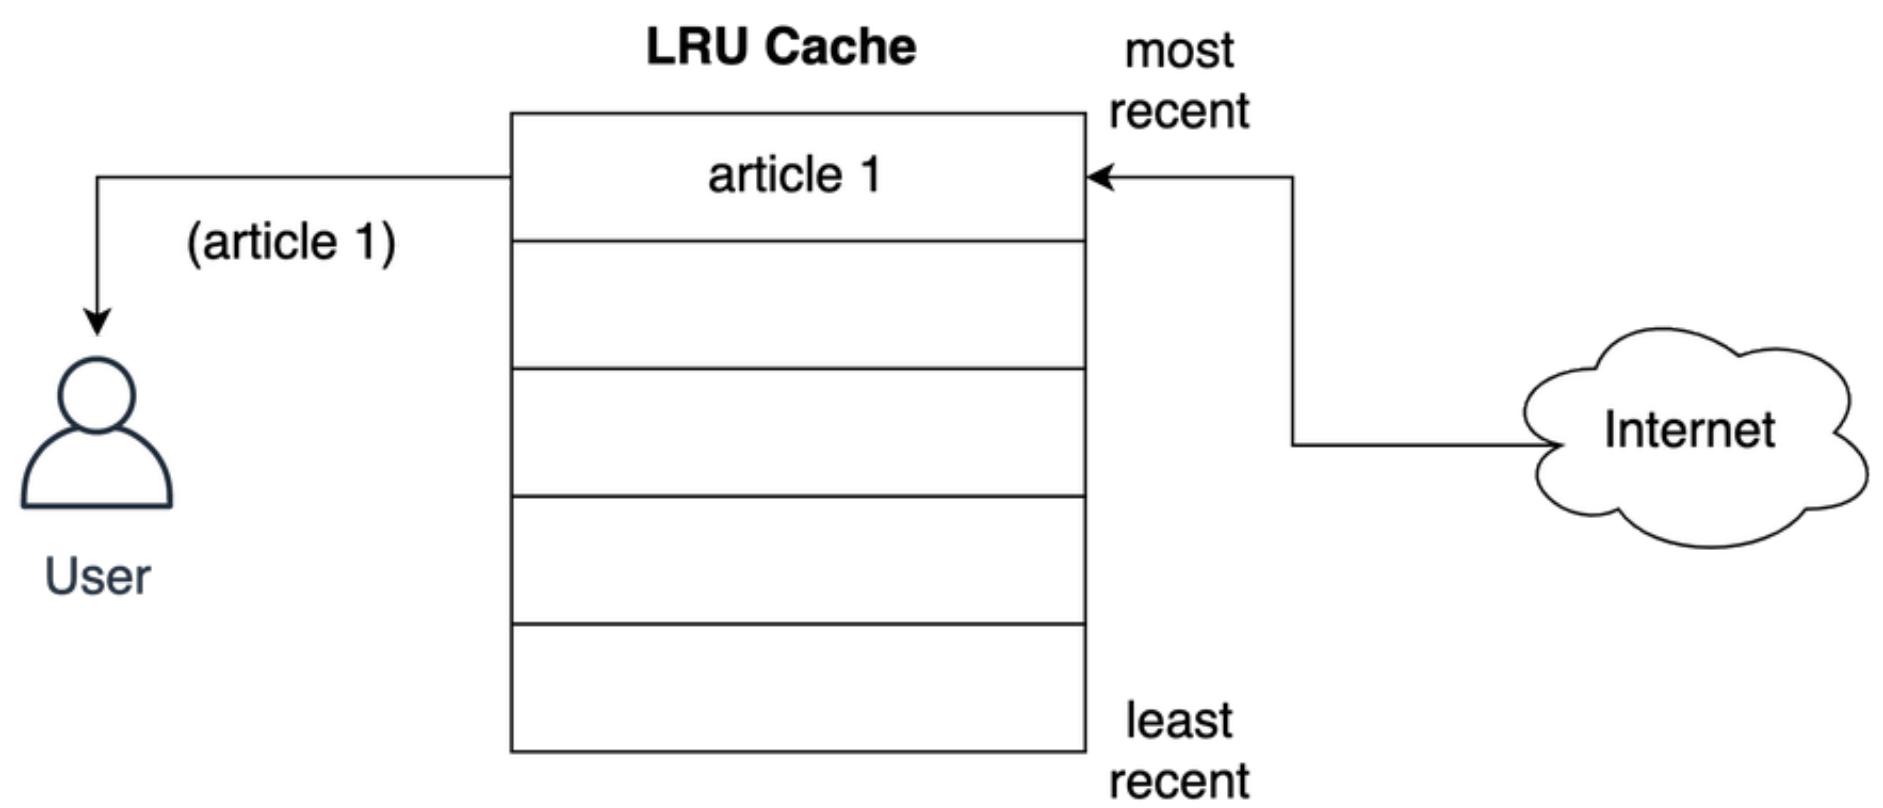 LRU Cache
most
recent
article 1
(article 1)
Internet
User
least
recent